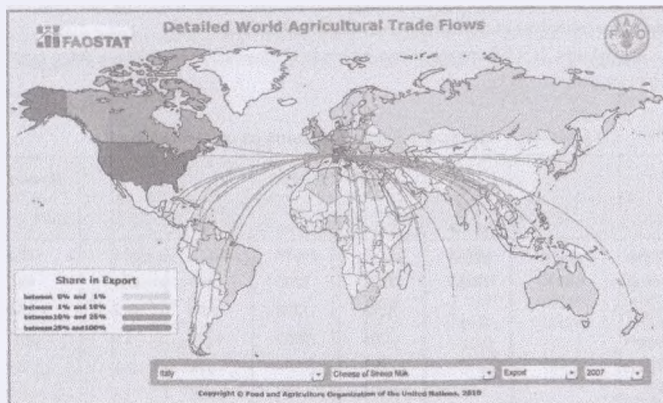 FAOSTAT
Detailed World Agricultural Trade Flows
FAO
Share in Export
between 0% and 1%
between 1% and 10%
between 10% and 25%
between 25% and 100%
Italy Cheese of Sheep Milk Export 2007
Copyright © Food and Agriculture Organization of the United Nations, 2010